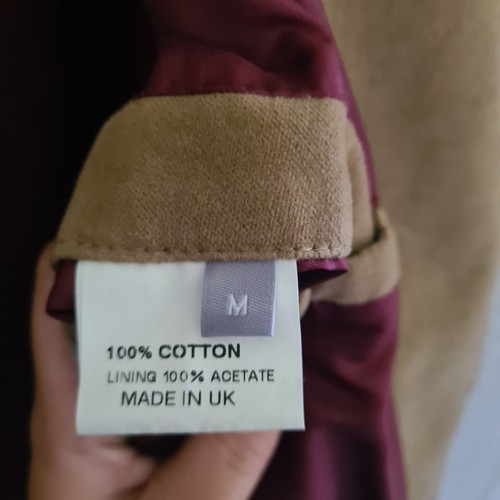 M
100% COTTON
LINING 100% ACETATE
MADE IN UK